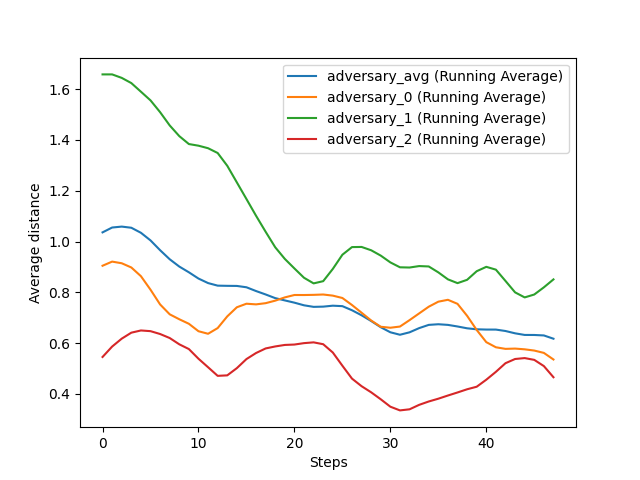 adversary_avg (Running Average)
adversary_0 (Running Average)
adversary_1 (Running Average)
adversary_2 (Running Average)
1.6
1.4
1.2
1.0
0.8
0.6
0.4
Average distance
0 10 20 30 40
Steps